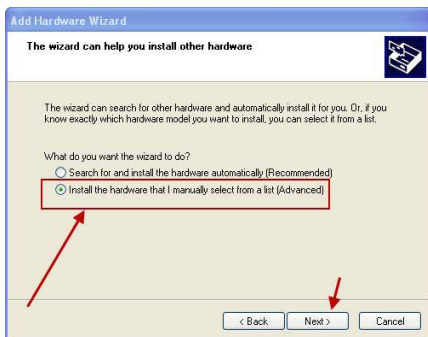 Add Hardware Wizard
The wizard can help you install other hardware
The wizard can search for other hardware and automatically install it for you. Or, if you
know exactly which hardware model you want to install, you can select it from a list.
What do you want the wizard to do?
Search for and install the hardware automatically (Recommended)
Install the hardware that I manually select from a list (Advanced)
< Back Next > Cancel